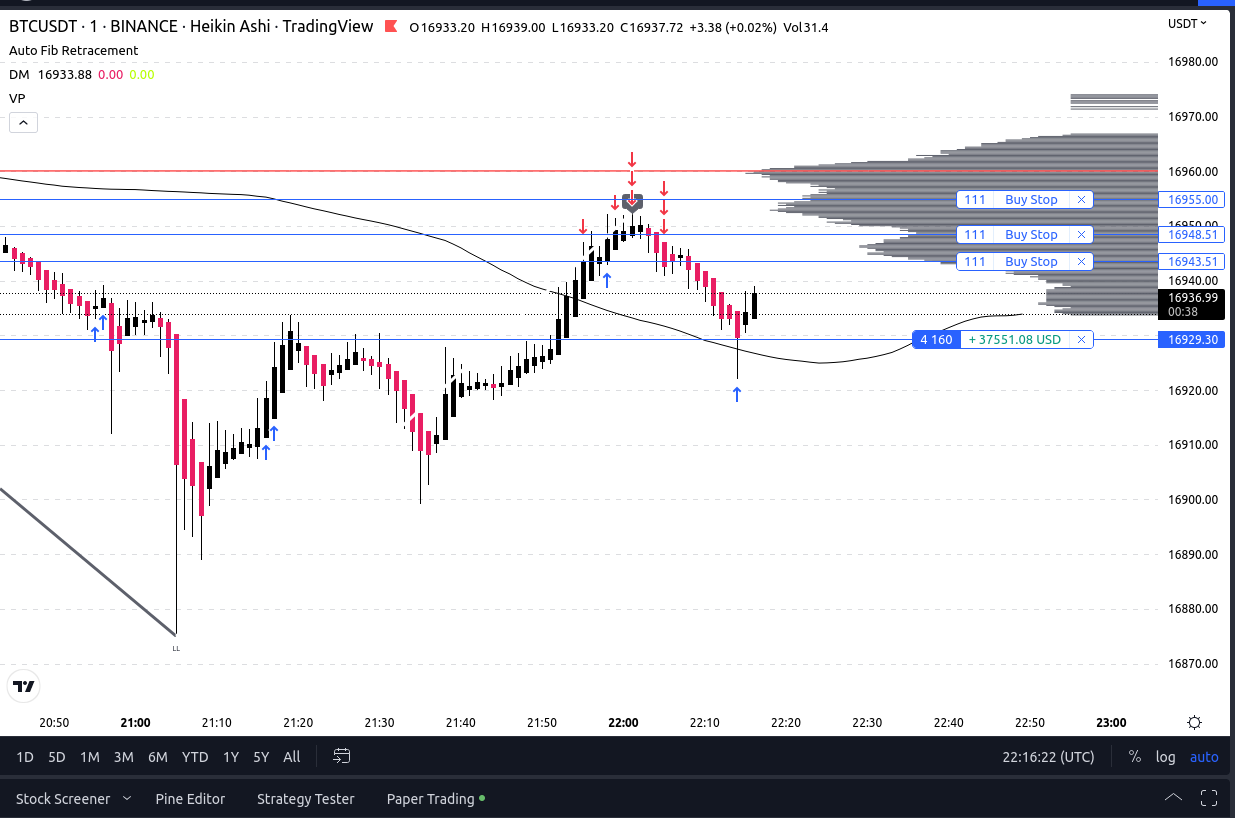 BTCUSDT · 1 · BINANCE · Heikin Ashi · TradingView O16933.20 H16939.00 L16933.20 C16937.72 +3.38 (+0.02%) Vol31.4
USDT
Auto Fib Retracement
DM 16933.88 0.00 0.00
VP
16980.00
16970.00
16960.00
111 Buy Stop × 16955.00
16950.00
111 Buy Stop × 16948.51
111 Buy Stop × 16943.51
16940.00
16936.99
00:38
4 160 + 37551.08 USD × 16929.30
16920.00
16910.00
16900.00
16890.00
16880.00
LL
16870.00
20:50 21:00 21:10 21:20 21:30 21:40 21:50 22:00 22:10 22:20 22:30 22:40 22:50 23:00
1D 5D 1M 3M 6M YTD 1Y 5Y All 22:16:22 (UTC) % log auto
Stock Screener Pine Editor Strategy Tester Paper Trading